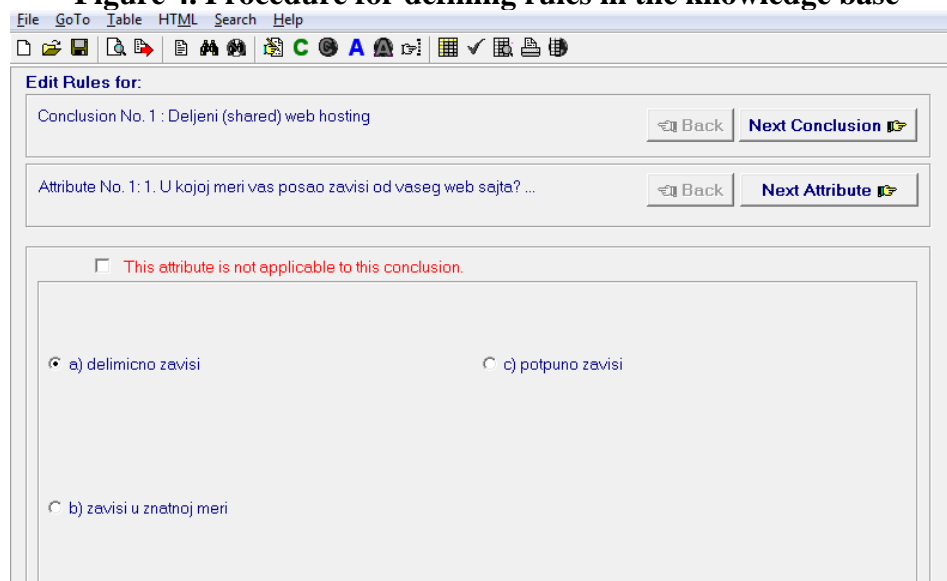 Figure 4. Procedure for defining rules in the knowledge base
File GoTo Table HTML Search Help
Edit Rules for:
Conclusion No. 1 : Deljeni (shared) web hosting
Back Next Conclusion
Attribute No. 1: 1. U kojoj meri vas posao zavisi od vaseg web sajta? ...
Back Next Attribute
This attribute is not applicable to this conclusion.
a) delimicno zavisi c) potpuno zavisi
b) zavisi u znatnoj meri